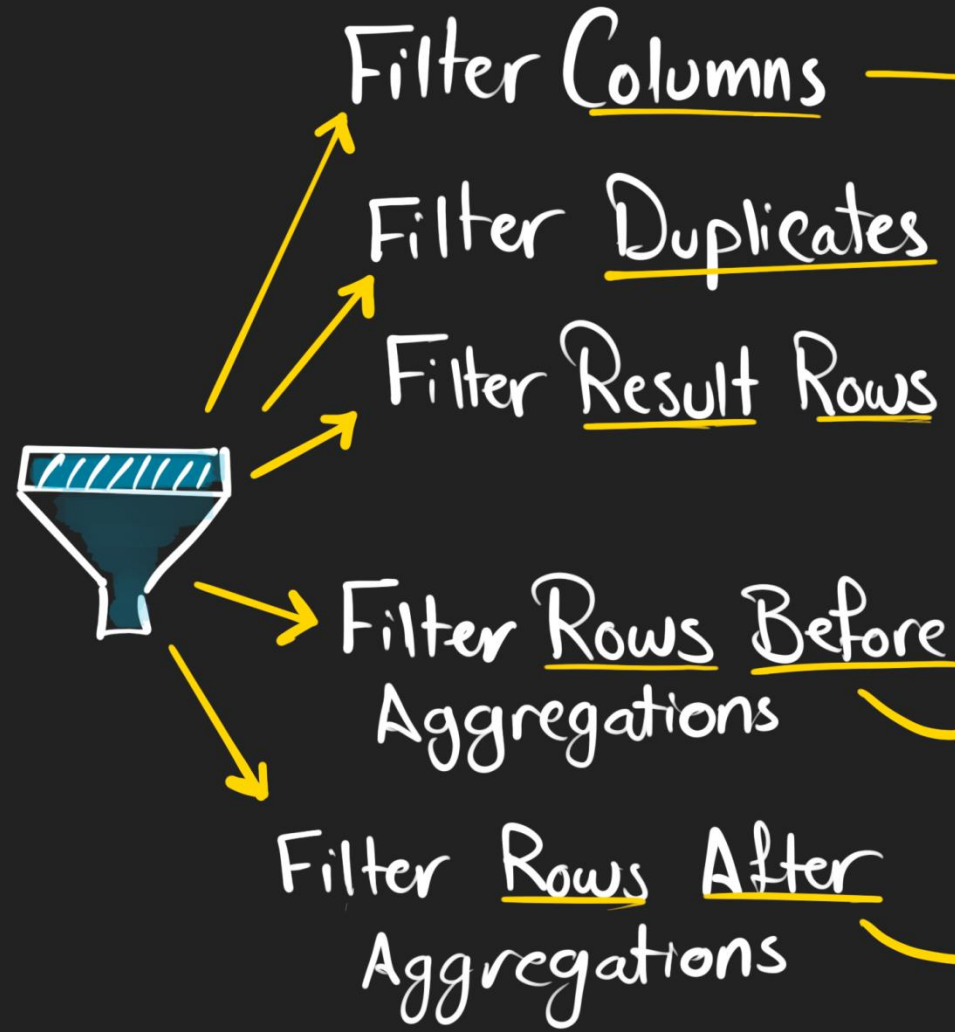 Filter Columns
Filter Duplicates
Filter Result Rows
Filter Rows Before
Aggregations
Filter Rows After
Aggregations